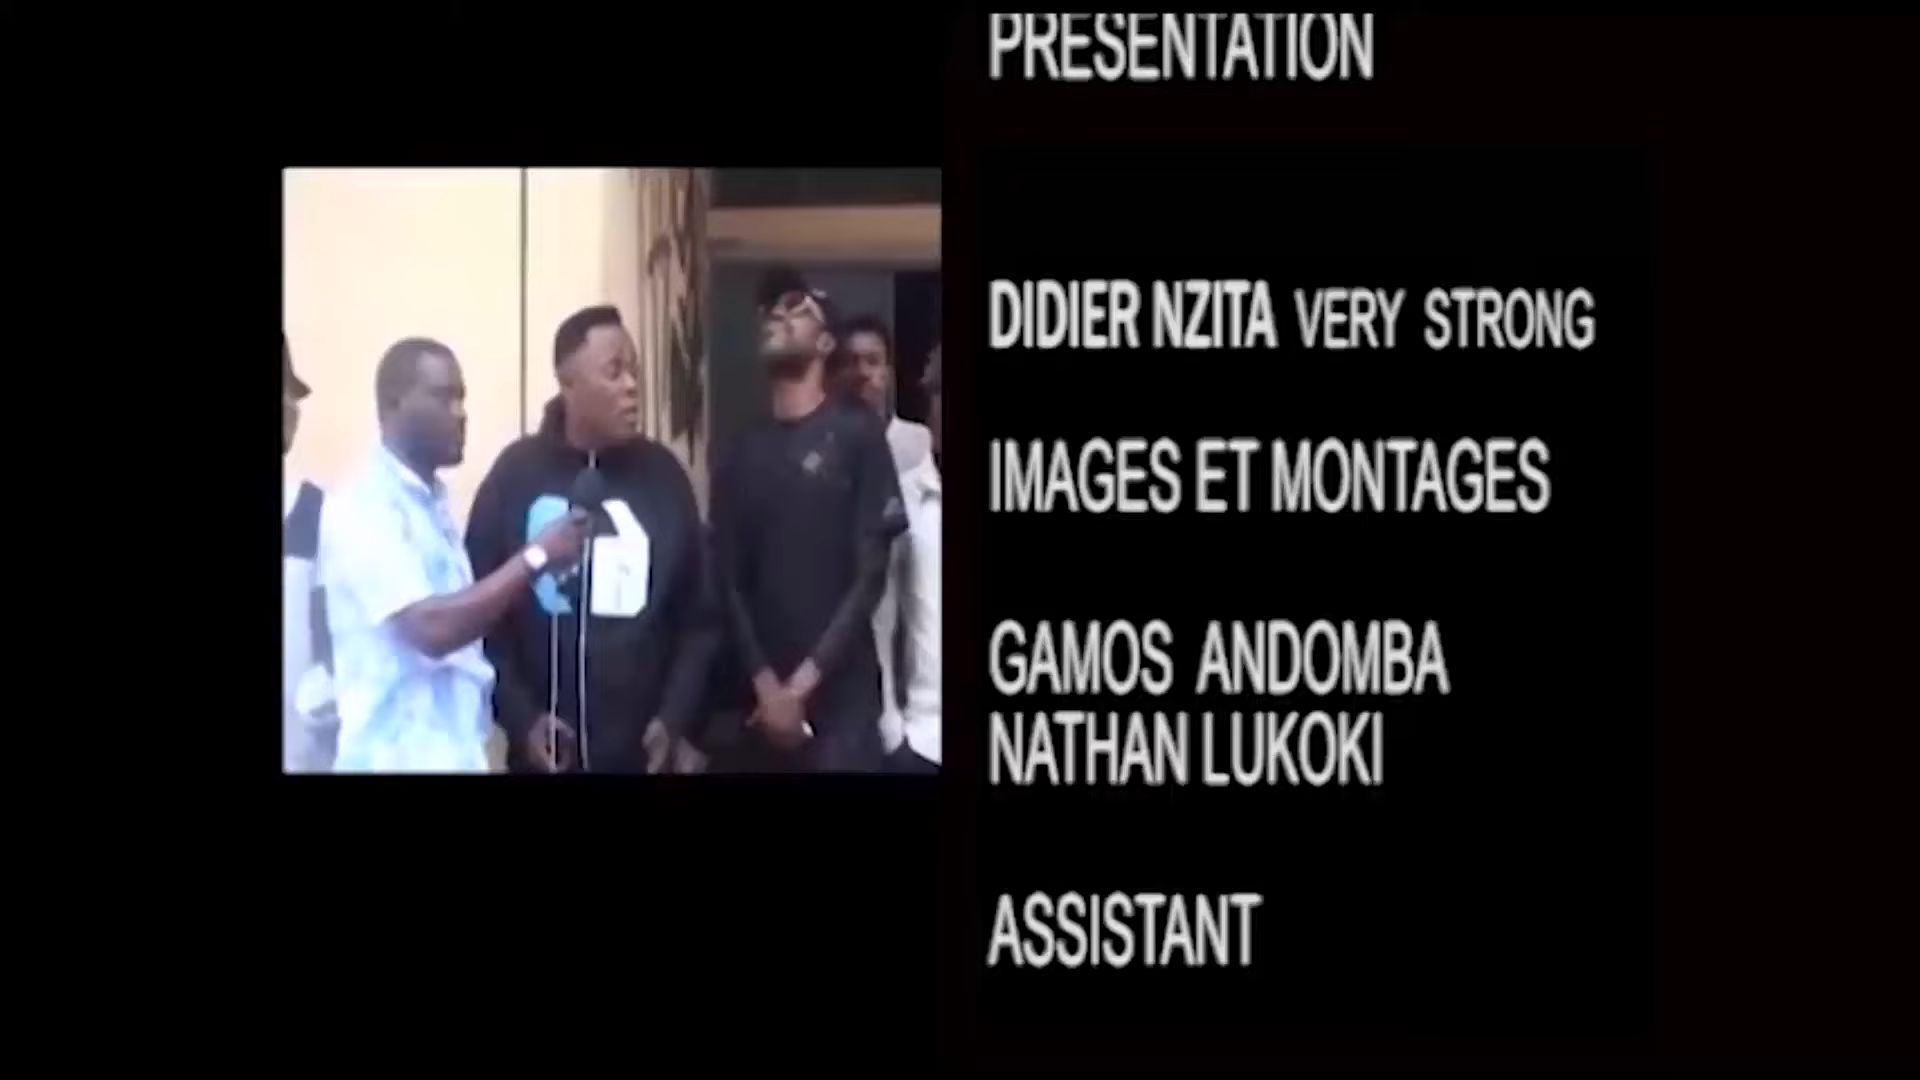 PRESENTATION
DIDIER NZITA VERY STRONG
IMAGES ET MONTAGES
GAMOS ANDOMBA
NATHAN LUKOKI
ASSISTANT